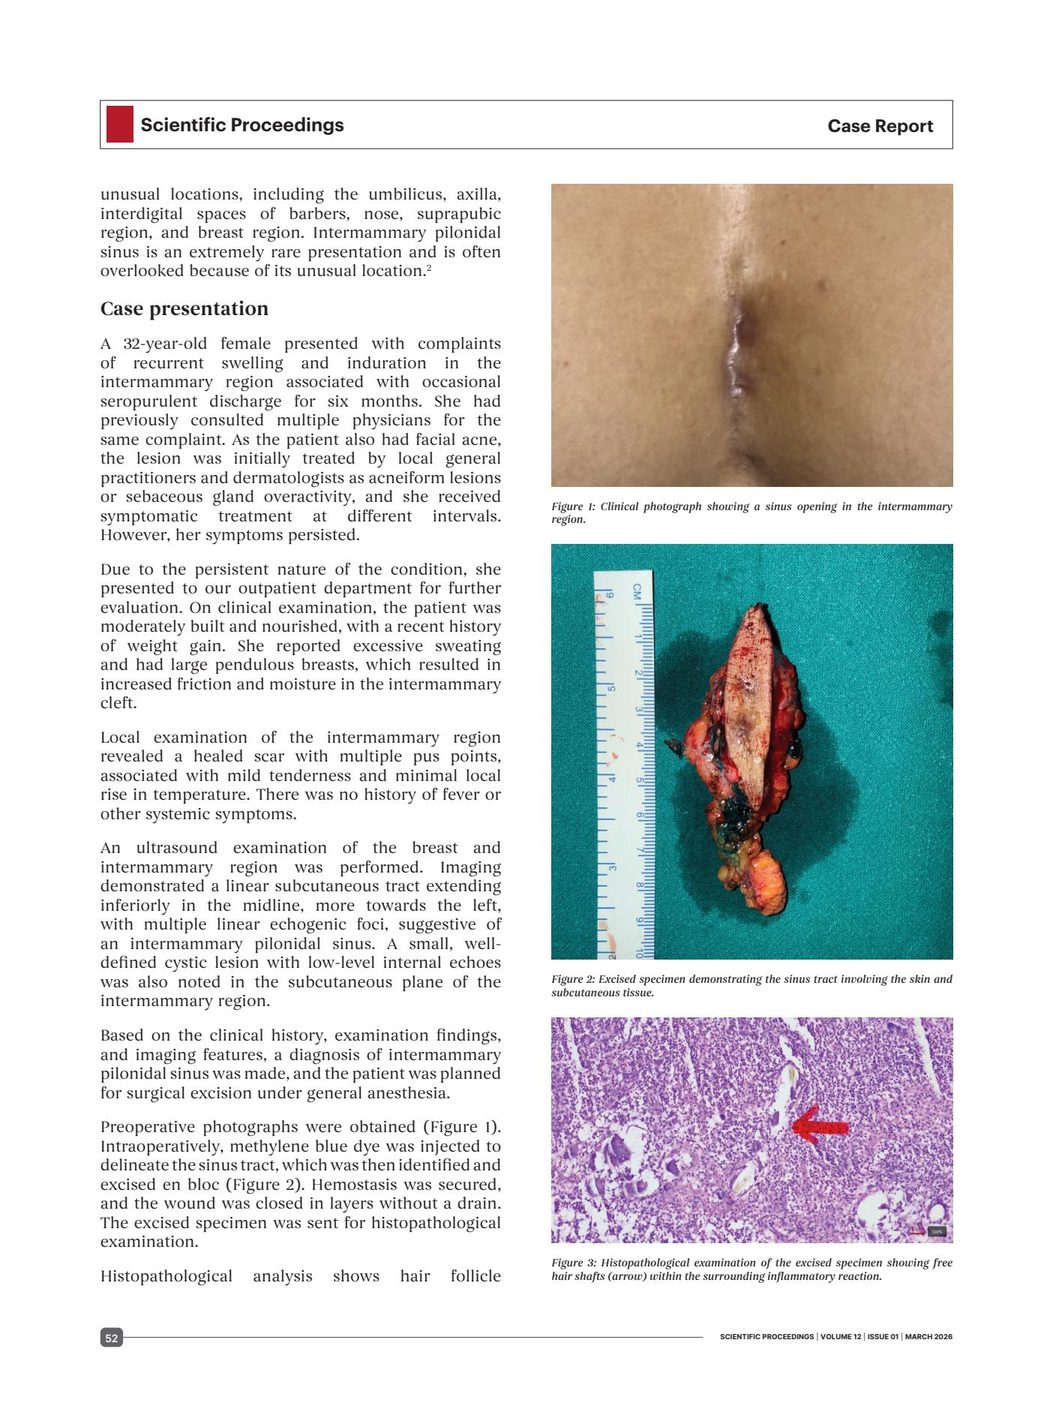 Scientific Proceedings
Case Report
unusual locations, including the umbilicus, axilla,
interdigital spaces of barbers, nose, suprapubic
region, and breast region. Intermammary pilonidal
sinus is an extremely rare presentation and is often
overlooked because of its unusual location.²
Case presentation
A 32-year-old female presented with complaints
of recurrent swelling and induration in the
intermammary region associated with occasional
seropurulent discharge for six months. She had
previously consulted multiple physicians for the
same complaint. As the patient also had facial acne,
the lesion was initially treated by local general
practitioners and dermatologists as acneiform lesions
or sebaceous gland overactivity, and she received
symptomatic treatment at different intervals.
However, her symptoms persisted.
Due to the persistent nature of the condition, she
presented to our outpatient department for further
evaluation. On clinical examination, the patient was
moderately built and nourished, with a recent history
of weight gain. She reported excessive sweating
and had large pendulous breasts, which resulted in
increased friction and moisture in the intermammary
cleft.
Local examination of the intermammary region
revealed a healed scar with multiple pus points,
associated with mild tenderness and minimal local
rise in temperature. There was no history of fever or
other systemic symptoms.
An ultrasound examination of the breast and
intermammary region was performed. Imaging
demonstrated a linear subcutaneous tract extending
inferiorly in the midline, more towards the left,
with multiple linear echogenic foci, suggestive of
an intermammary pilonidal sinus. A small, well-
defined cystic lesion with low-level internal echoes
was also noted in the subcutaneous plane of the
intermammary region.
Based on the clinical history, examination findings,
and imaging features, a diagnosis of intermammary
pilonidal sinus was made, and the patient was planned
for surgical excision under general anesthesia.
Preoperative photographs were obtained (Figure 1).
Intraoperatively, methylene blue dye was injected to
delineate the sinus tract, which was then identified and
excised en bloc (Figure 2). Hemostasis was secured,
and the wound was closed in layers without a drain.
The excised specimen was sent for histopathological
examination.
Histopathological analysis shows hair follicle
Figure 1: Clinical photograph showing a sinus opening in the intermammary
region.
CM
1
2
3
4
5
6
7
8
9
10
6
5
4
3
2
Figure 2: Excised specimen demonstrating the sinus tract involving the skin and
subcutaneous tissue.
Figure 3: Histopathological examination of the excised specimen showing free
hair shafts (arrow) within the surrounding inflammatory reaction.
52
SCIENTIFIC PROCEEDINGS | VOLUME 12 | ISSUE 01 | MARCH 2026